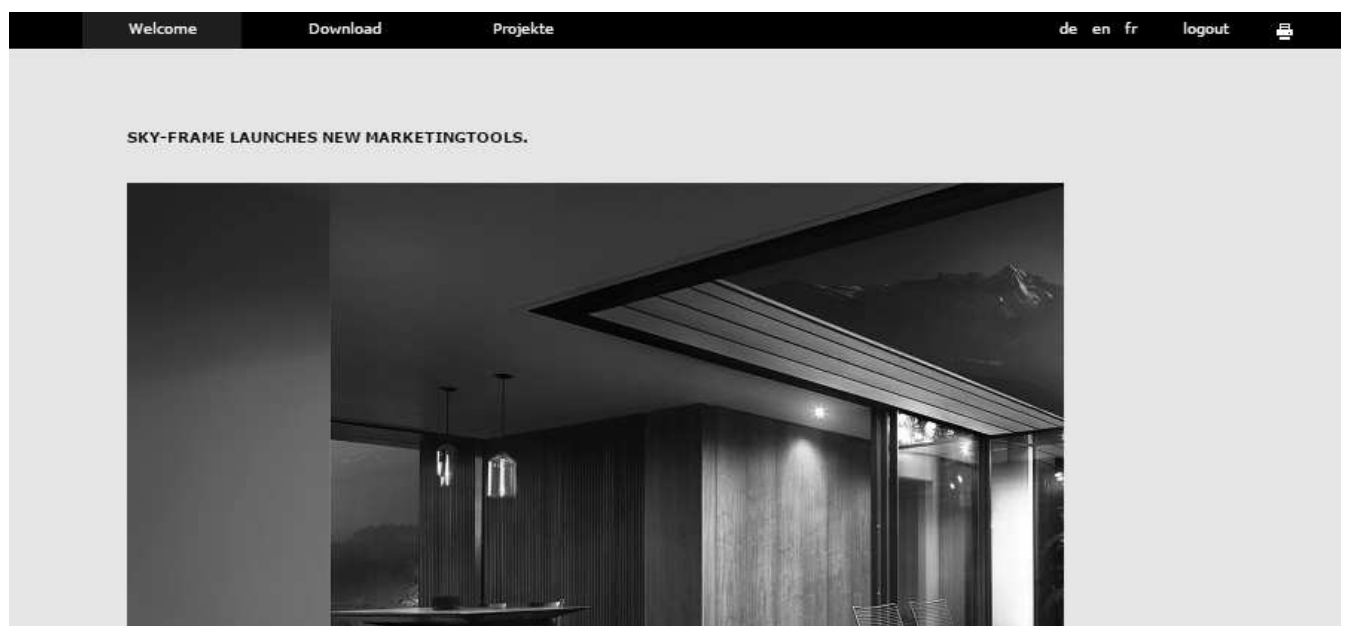 Welcome Download Projekte de en fr logout
SKY-FRAME LAUNCHES NEW MARKETINGTOOLS.